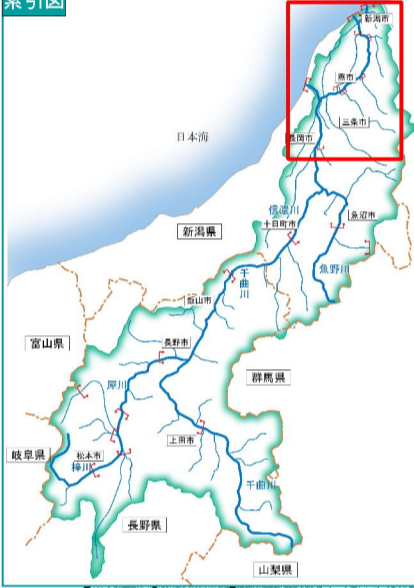 索引図
新潟市
燕市
三条市
長岡市
日本海
信濃川
魚沼市
十日町市
新潟県
魚野川
千曲川
飯山市
長野市
富山県
群馬県
犀川
上田市
岐阜県
松本市
梓川
千曲川
長野県
山梨県